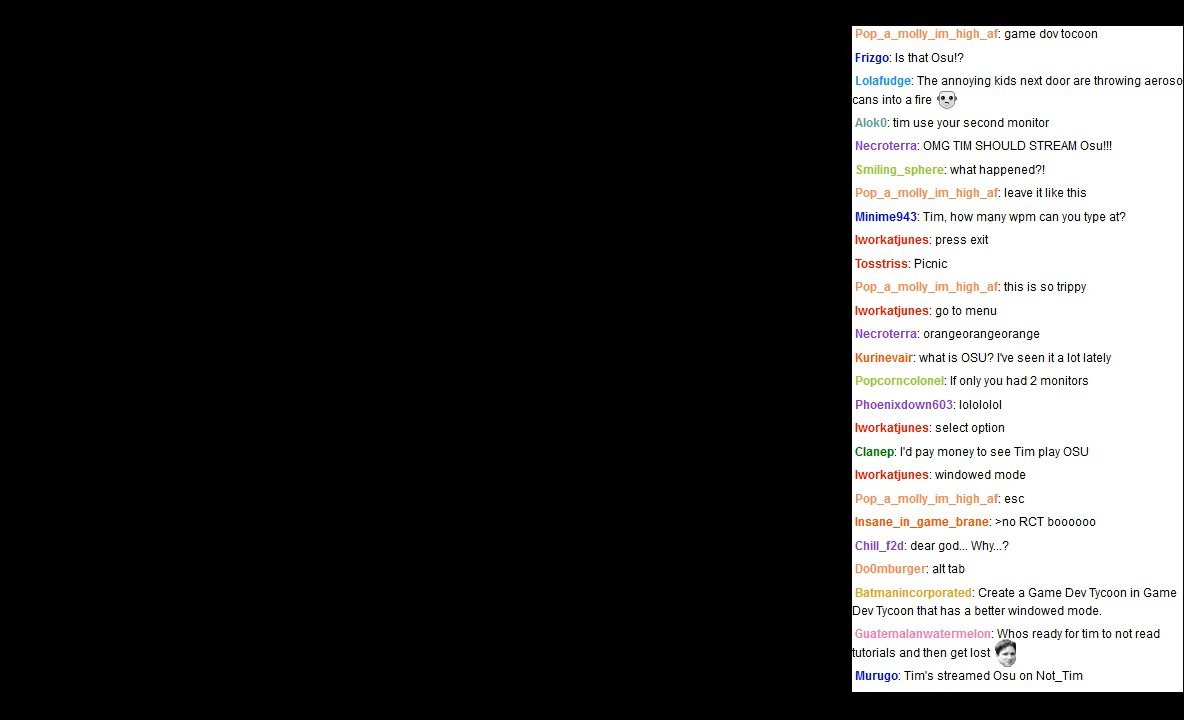 Pop_a_molly_im_high_af: game dov tocoon
Frizgo: Is that Osu!?
Lolafudge: The annoying kids next door are throwing aeroso
cans into a fire
Alok0: tim use your second monitor
Necroterra: OMG TIM SHOULD STREAM Osu!!!
Smiling_sphere: what happened?!
Pop_a_molly_im_high_af: leave it like this
Minime943: Tim, how many wpm can you type at?
Iworkatjunes: press exit
Tosstriss: Picnic
Pop_a_molly_im_high_af: this is so trippy
Iworkatjunes: go to menu
Necroterra: orangeorangeorange
Kurinevair: what is OSU? I've seen it a lot lately
Popcorncolonel: If only you had 2 monitors
Phoenixdown603: lolololol
Iworkatjunes: select option
Clanep: I'd pay money to see Tim play OSU
Iworkatjunes: windowed mode
Pop_a_molly_im_high_af: esc
Insane_in_game_brane: >no RCT boooooo
Chill_f2d: dear god... Why...?
Do0mburger: alt tab
Batmanincorporated: Create a Game Dev Tycoon in Game
Dev Tycoon that has a better windowed mode.
Guatemalanwatermelon: Whos ready for tim to not read
tutorials and then get lost
Murugo: Tim's streamed Osu on Not_Tim